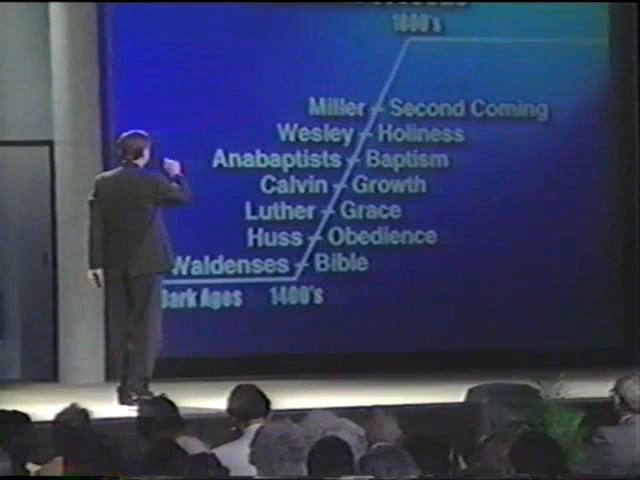 1800's
Miller – Second Coming
Wesley – Holiness
Anabaptists – Baptism
Calvin – Growth
Luther – Grace
Huss – Obedience
Waldenses – Bible
Dark Ages 1400's